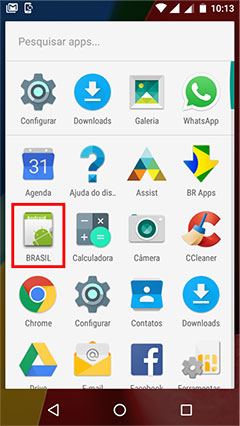 10:13
Pesquisar apps...
Configurar Downloads Galeria WhatsApp
31
Agenda Ajuda do dis.. Assist BR Apps
Android
BRASIL Calculadora Câmera CCleaner
Chrome Configurar Contatos Downloads
Drive E-mail Facebook Ferramentas